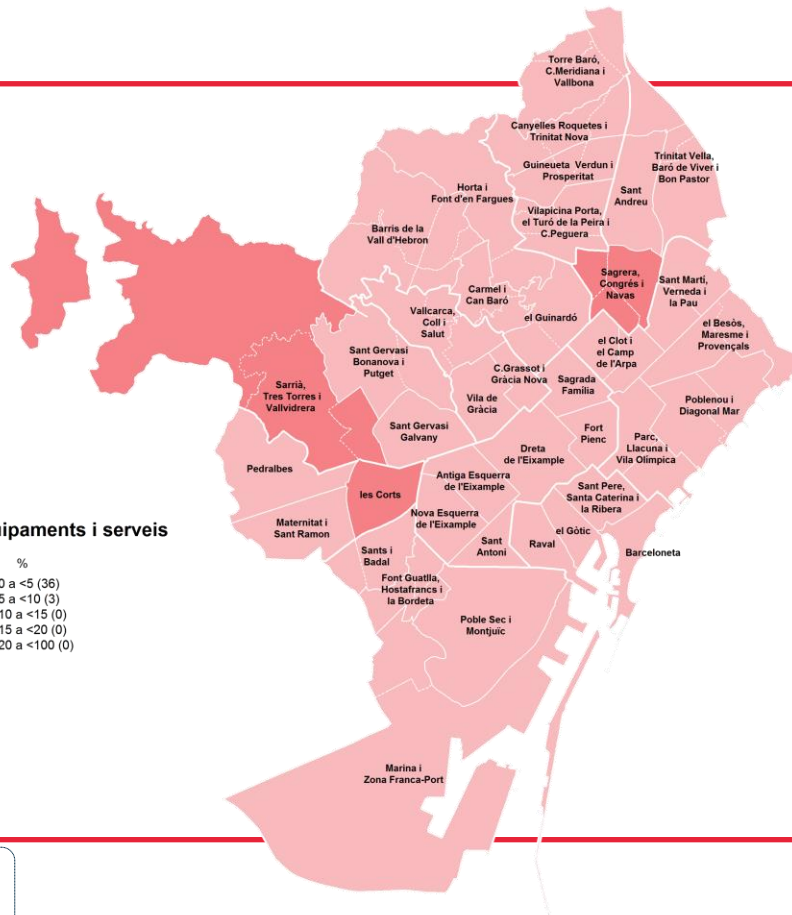 Torre Baró,
C.Meridiana i
Vallbona
Canyelles Roquetes i
Trinitat Nova
Guineueta Verdun i
Prosperitat
Trinitat Vella,
Baró de Viver i
Bon Pastor
Sant
Andreu
Horta i
Font d'en Fargues
Vilapicina Porta,
el Turó de la Peira i
C.Peguera
Barris de la
Vall d'Hebron
Sagrera,
Congrés i
Navas
Sant Martí,
Verneda i
la Pau
Carmel i
Can Baró
Vallcarca,
Coll i
Salut
el Guinardó
el Besòs,
Maresme i
Provençals
el Clot i
el Camp
de l'Arpa
Sant Gervasi
Bonanova i
Putget
C.Grassot i
Gràcia Nova
Sagrada
Família
Sarrià,
Tres Torres i
Vallvidrera
Vila de
Gràcia
Poblenou i
Diagonal Mar
Sant Gervasi
Galvany
Fort
Pienc
Parc,
Llacuna i
Vila Olímpica
Dreta
de l'Eixample
Pedralbes
Antiga Esquerra
de l'Eixample
les Corts
Sant Pere,
Santa Caterina i
la Ribera
Nova Esquerra
de l'Eixample
Maternitat i
Sant Ramon
el Gòtic
Sant
Antoni
Raval
Barceloneta
Sants i
Badal
Font Guatlla,
Hostafrancs i
la Bordeta
Poble Sec i
Montjuïc
Marina i
Zona Franca-Port
i serveis
%
0 a <5 (36)
5 a <10 (3)
10 a <15 (0)
15 a <20 (0)
20 a <100 (0)